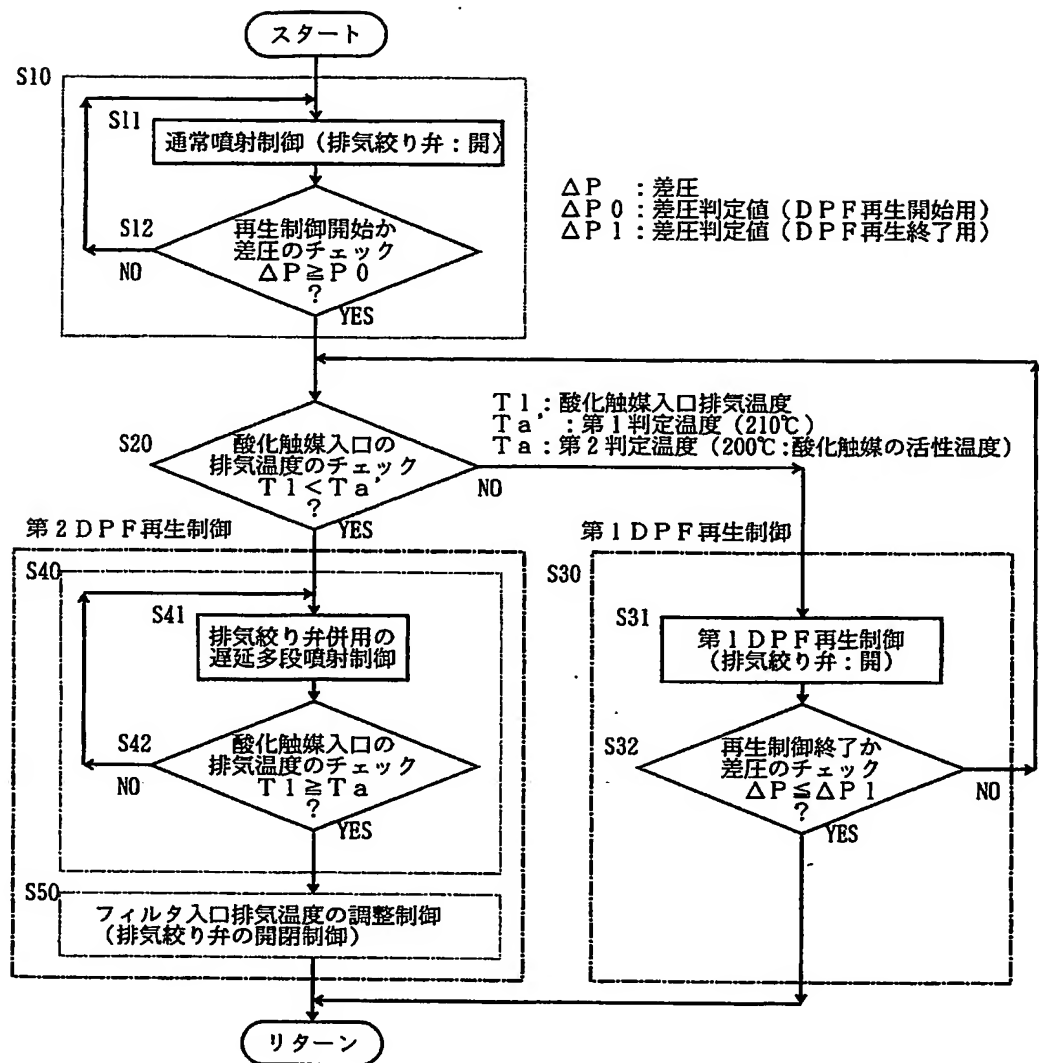 スタート
S10
S11
通常噴射制御（排気絞り弁：開）
S12
再生制御開始か
差圧のチェック
ΔP≧P0
?
NO
YES
ΔP ：差圧
ΔP0：差圧判定値（DPF再生開始用）
ΔP1：差圧判定値（DPF再生終了用）
T1：酸化触媒入口排気温度
Ta'：第1判定温度（210℃）
Ta：第2判定温度（200℃：酸化触媒の活性温度）
S20
酸化触媒入口の
排気温度のチェック
T1＜Ta'
?
NO
YES
第2DPF再生制御
S40
S41
排気絞り弁併用の
遅延多段噴射制御
S42
酸化触媒入口の
排気温度のチェック
T1≧Ta
?
NO
YES
S50
フィルタ入口排気温度の調整制御
（排気絞り弁の開閉制御）
第1DPF再生制御
S30
S31
第1DPF再生制御
（排気絞り弁：開）
S32
再生制御終了か
差圧のチェック
ΔP≦ΔP1
?
NO
YES
リターン